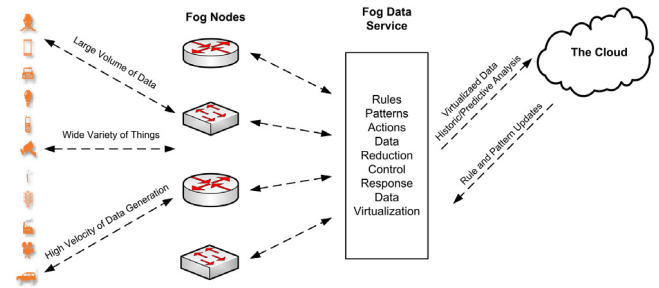 Fog Nodes
Fog Data
Service
The Cloud
Large Volume of Data
Wide Variety of Things
High Velocity of Data Generation
Rules
Patterns
Actions
Data
Reduction
Control
Response
Data
Virtualization
Virtualizaed Data
Historic/Predictive Analysis
Rule and Pattern Updates